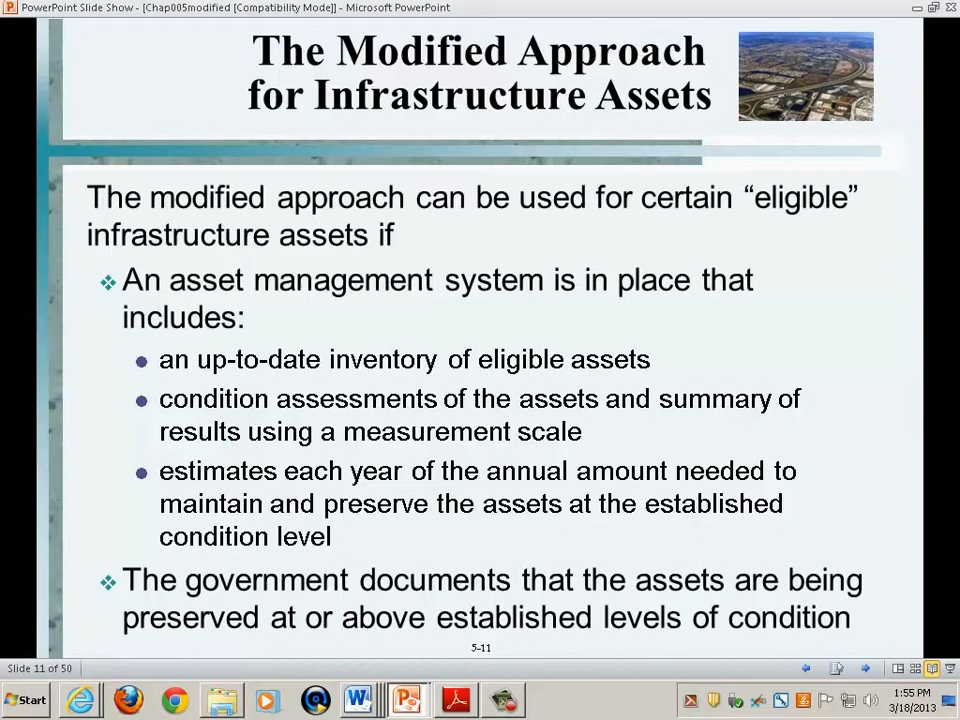 PowerPoint Slide Show - [Chap005modified [Compatibility Mode]] - Microsoft PowerPoint
The Modified Approach
for Infrastructure Assets
The modified approach can be used for certain “eligible”
infrastructure assets if
An asset management system is in place that
includes:
an up-to-date inventory of eligible assets
condition assessments of the assets and summary of
results using a measurement scale
estimates each year of the annual amount needed to
maintain and preserve the assets at the established
condition level
The government documents that the assets are being
preserved at or above established levels of condition
5-11
Slide 11 of 50
Start
1:55 PM
3/18/2013